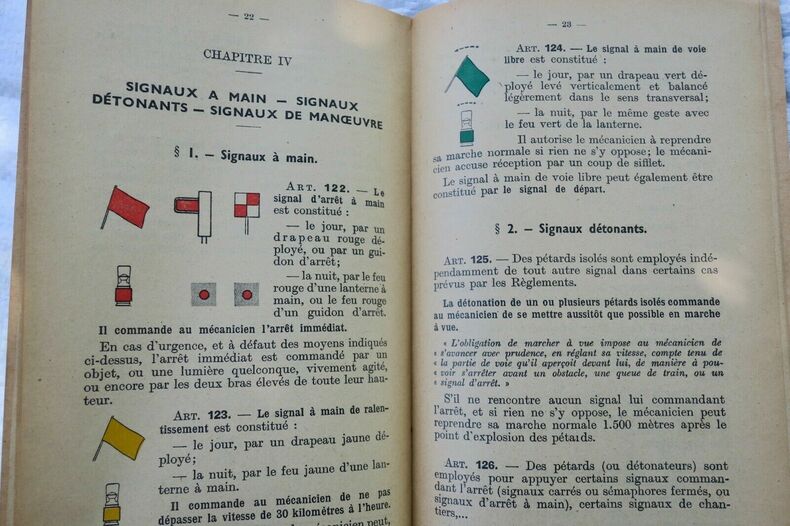 — 22 —
CHAPITRE IV
SIGNAUX A MAIN — SIGNAUX
DÉTONANTS — SIGNAUX DE MANŒUVRE
§ 1. — Signaux à main.
ART. 122. — Le
signal d'arrêt à main
est constitué :
— le jour, par un
drapeau rouge dé-
ployé, ou par un gui-
don d'arrêt;
— la nuit, par le feu
rouge d'une lanterne à
main, ou le feu rouge
d'un guidon d'arrêt.
Il commande au mécanicien l'arrêt immédiat.
En cas d'urgence, et à défaut des moyens indiqués
ci-dessus, l'arrêt immédiat est commandé par un
objet, ou une lumière quelconque, vivement agité,
ou encore par les deux bras élevés de toute leur hau-
teur.
ART. 123. — Le signal à main de ralen-
tissement est constitué :
— le jour, par un drapeau jaune dé-
ployé;
— la nuit, par le feu jaune d'une lan-
terne à main.
Il commande au mécanicien de ne pas
dépasser la vitesse de 30 kilomètres à l'heure.
mécanicien peut,
— 23 —
ART. 124. — Le signal à main de voie
libre est constitué :
— le jour, par un drapeau vert dé-
ployé levé verticalement et balancé
légèrement dans le sens transversal;
— la nuit, par le même geste avec
le feu vert de la lanterne.
Il autorise le mécanicien à reprendre
sa marche normale si rien ne s'y oppose; le mécani-
cien accuse réception par un coup de sifflet.
Le signal à main de voie libre peut également être
constitué par le signal de départ.
§ 2. — Signaux détonants.
ART. 125. — Des pétards isolés sont employés indé-
pendamment de tout autre signal dans certains cas
prévus par les Règlements.
La détonation de un ou plusieurs pétards isolés commande
au mécanicien de se mettre aussitôt que possible en marche
à vue.
« L'obligation de marcher à vue impose au mécanicien de
« s'avancer avec prudence, en réglant sa vitesse, compte tenu de
« la partie de voie qu'il aperçoit devant lui, de manière à pou-
« voir s'arrêter avant un obstacle, une queue de train, ou un
« signal d'arrêt. »
S'il ne rencontre aucun signal lui commandant
l'arrêt, et si rien ne s'y oppose, le mécanicien peut
reprendre sa marche normale 1.500 mètres après le
point d'explosion des pétards.
ART. 126. — Des pétards (ou détonateurs) sont
employés pour appuyer certains signaux comman-
dant l'arrêt (signaux carrés ou sémaphores fermés, ou
signaux d'arrêt à main), certains signaux de chan-
tiers,...